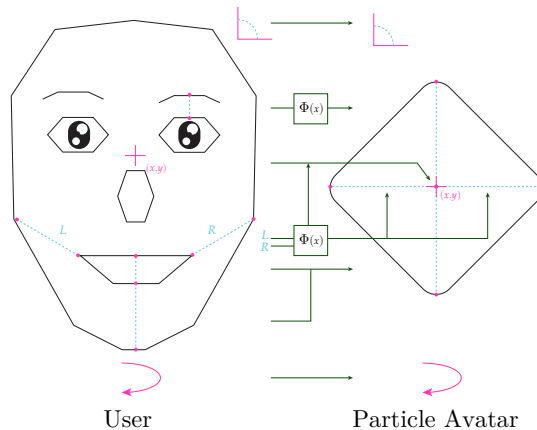 Φ(x)
(x,y)
(x,y)
L
R
L
R
Φ(x)
User
Particle Avatar